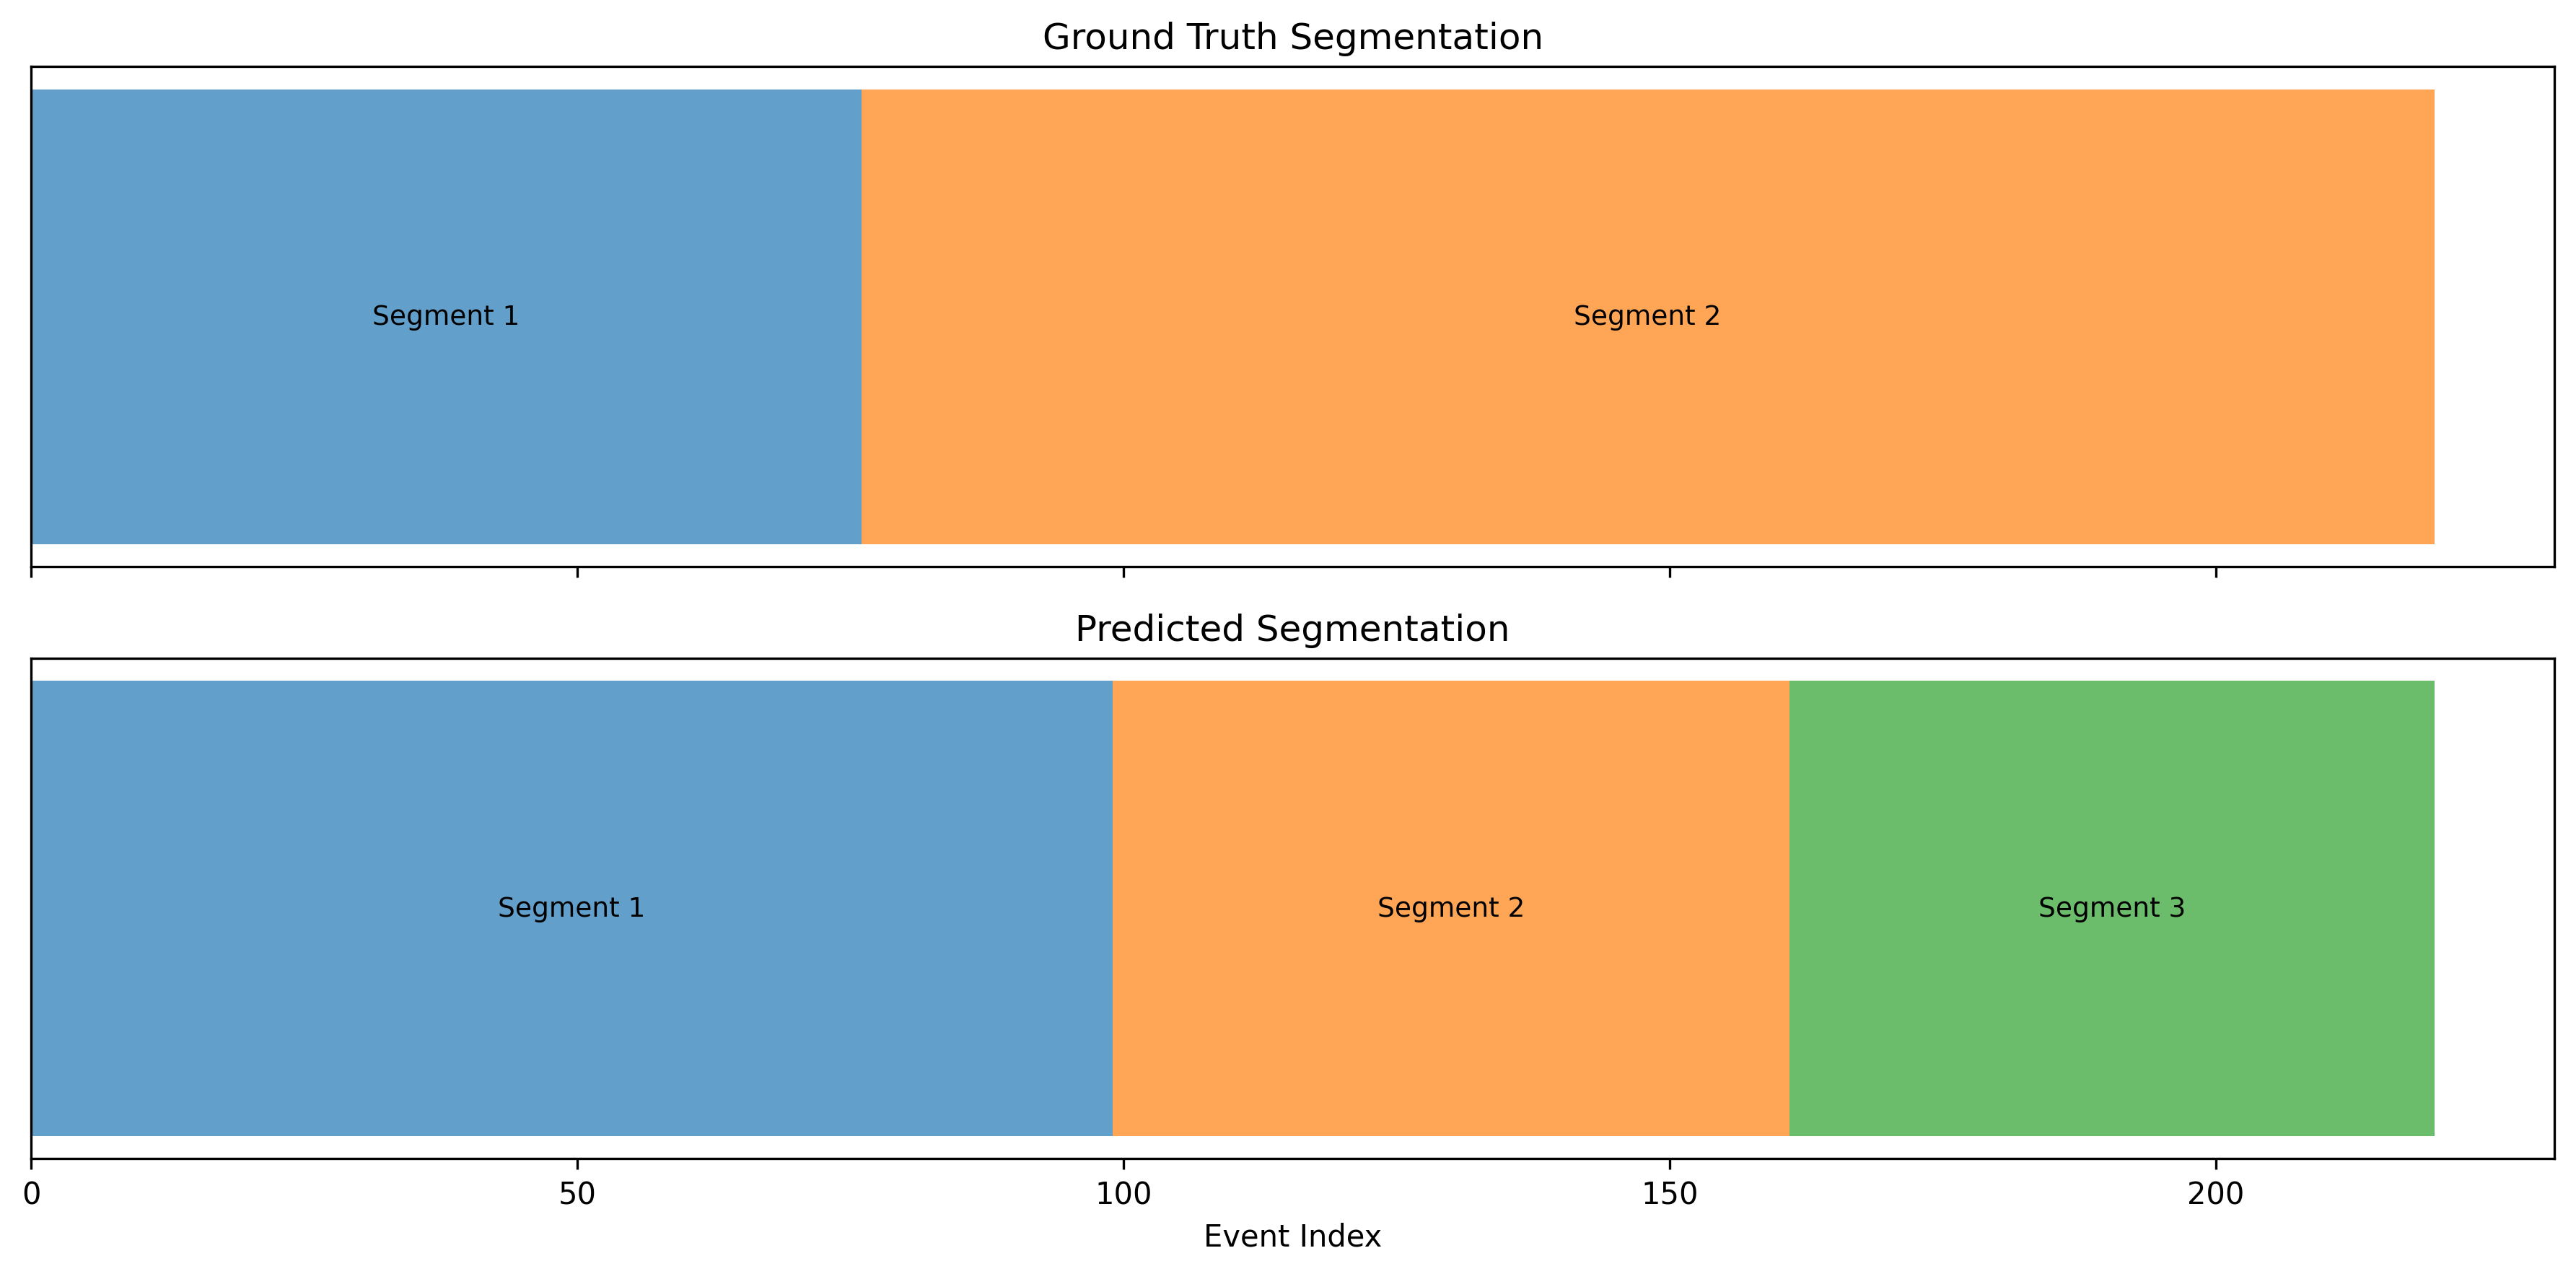 Ground Truth Segmentation
Segment 1 Segment 2
Predicted Segmentation
Segment 1 Segment 2 Segment 3
0 50 100 150 200
Event Index